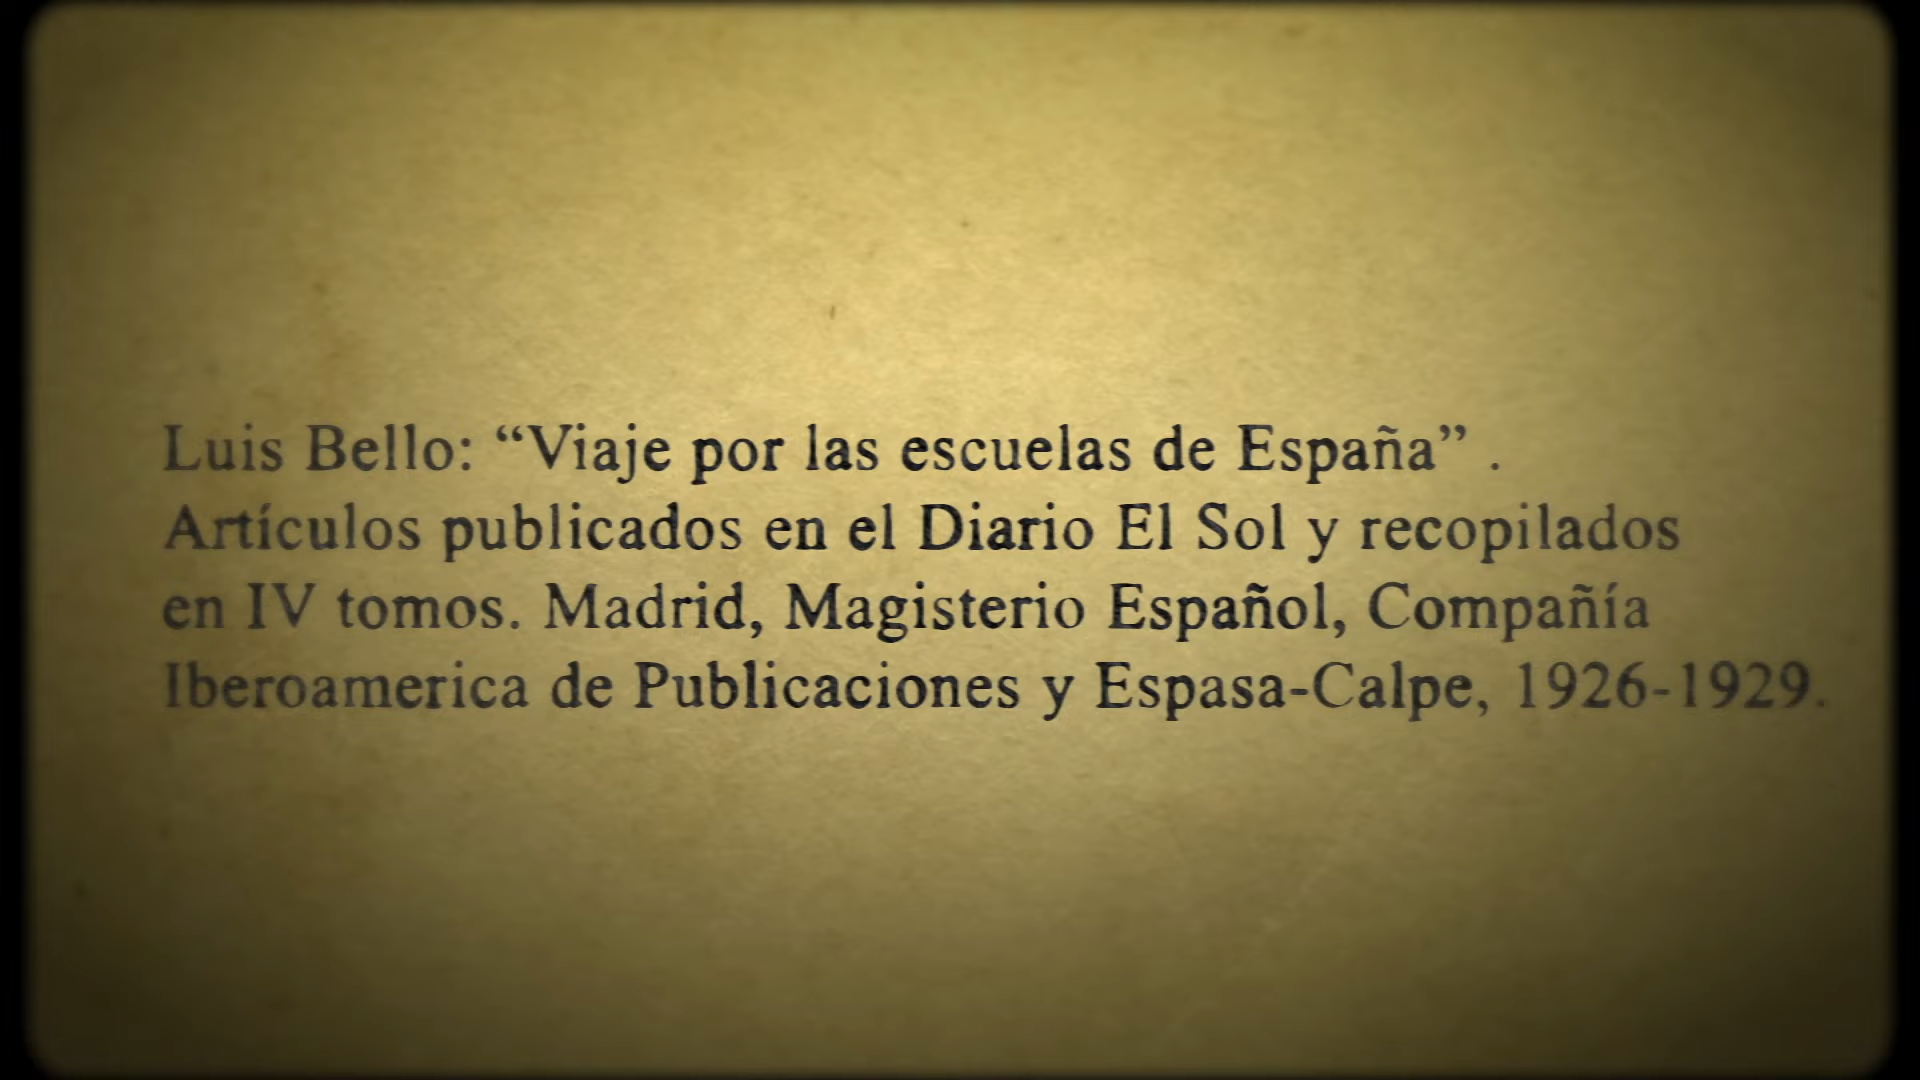 Luis Bello: “Viaje por las escuelas de España” .
Artículos publicados en el Diario El Sol y recopilados
en IV tomos. Madrid, Magisterio Español, Compañía
Iberoamerica de Publicaciones y Espasa-Calpe, 1926-1929.